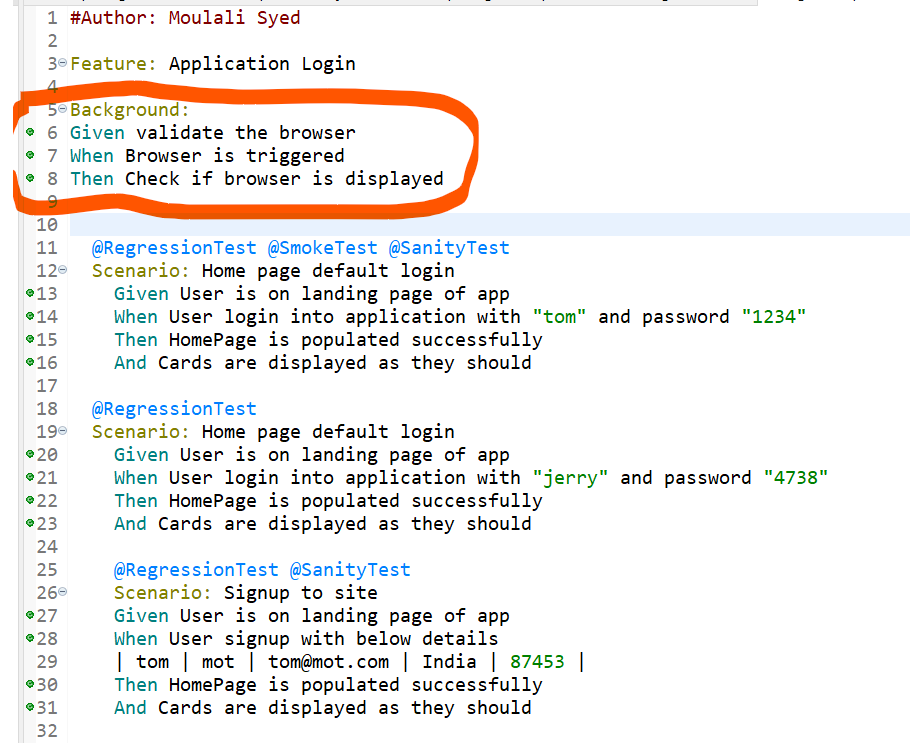 1 #Author: Moulali Syed
2
3 Feature: Application Login
4
5 Background:
6 Given validate the browser
7 When Browser is triggered
8 Then Check if browser is displayed
9
10
11 @RegressionTest @SmokeTest @SanityTest
12 Scenario: Home page default login
13 Given User is on landing page of app
14 When User login into application with "tom" and password "1234"
15 Then HomePage is populated successfully
16 And Cards are displayed as they should
17
18 @RegressionTest
19 Scenario: Home page default login
20 Given User is on landing page of app
21 When User login into application with "jerry" and password "4738"
22 Then HomePage is populated successfully
23 And Cards are displayed as they should
24
25 @RegressionTest @SanityTest
26 Scenario: Signup to site
27 Given User is on landing page of app
28 When User signup with below details
29 | tom | mot | tom@mot.com | India | 87453 |
30 Then HomePage is populated successfully
31 And Cards are displayed as they should
32